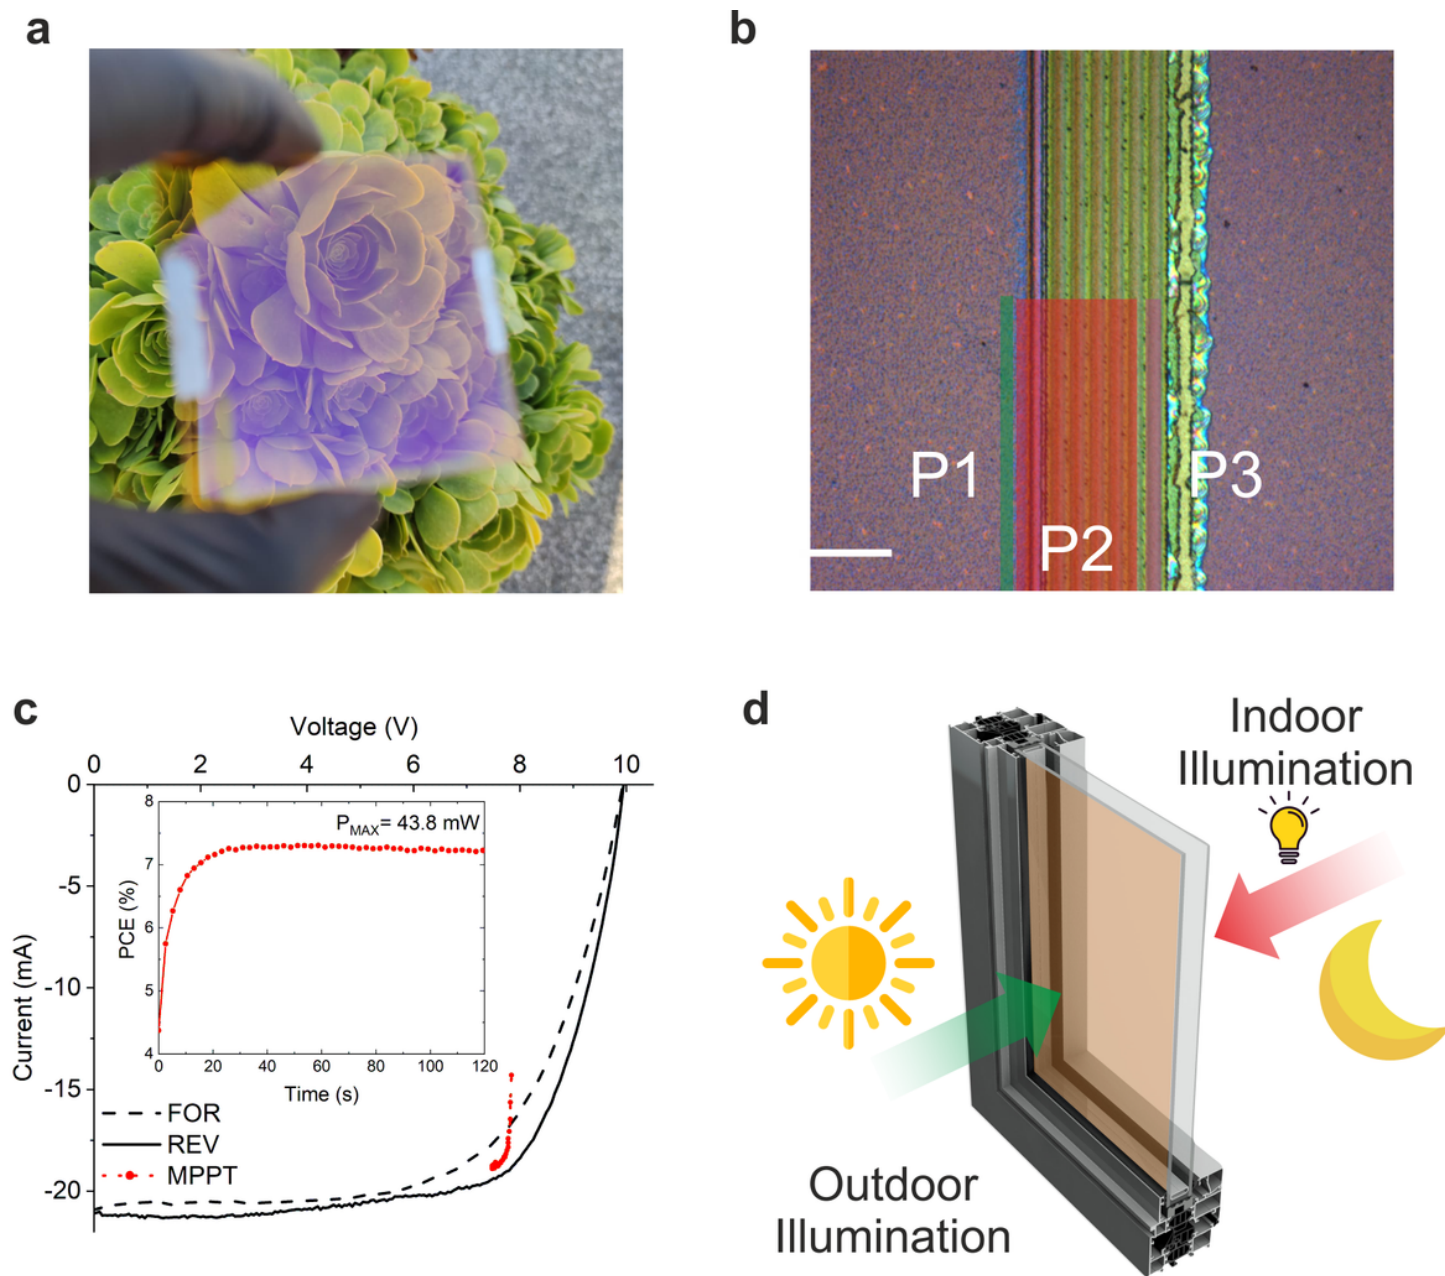 a
b
P1
P2
P3
c
Voltage (V)
0 2 4 6 8 10
0
-5
-10
-15
-20
Current (mA)
8
7
6
5
4
PCE (%)
P_MAX = 43.8 mW
0 20 40 60 80 100 120
Time (s)
FOR
REV
MPPT
d
Indoor
Illumination
Outdoor
Illumination